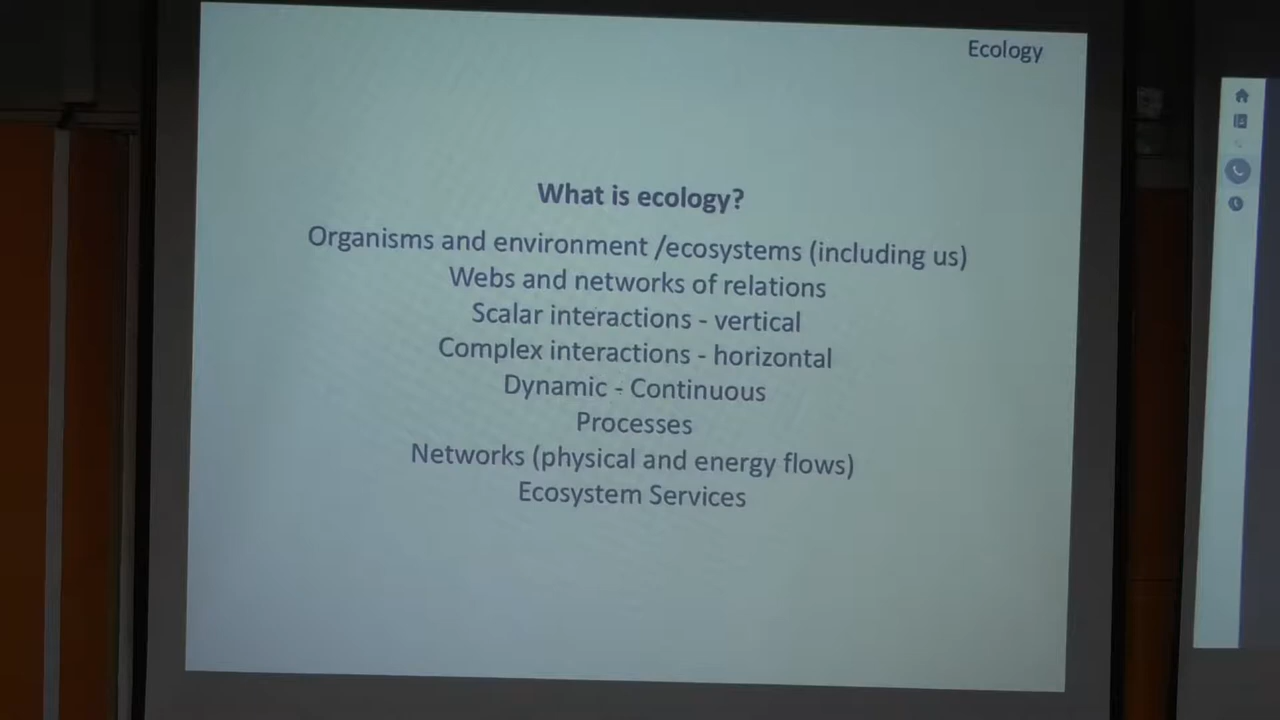 Ecology
What is ecology?
Organisms and environment /ecosystems (including us)
Webs and networks of relations
Scalar interactions - vertical
Complex interactions - horizontal
Dynamic - Continuous
Processes
Networks (physical and energy flows)
Ecosystem Services